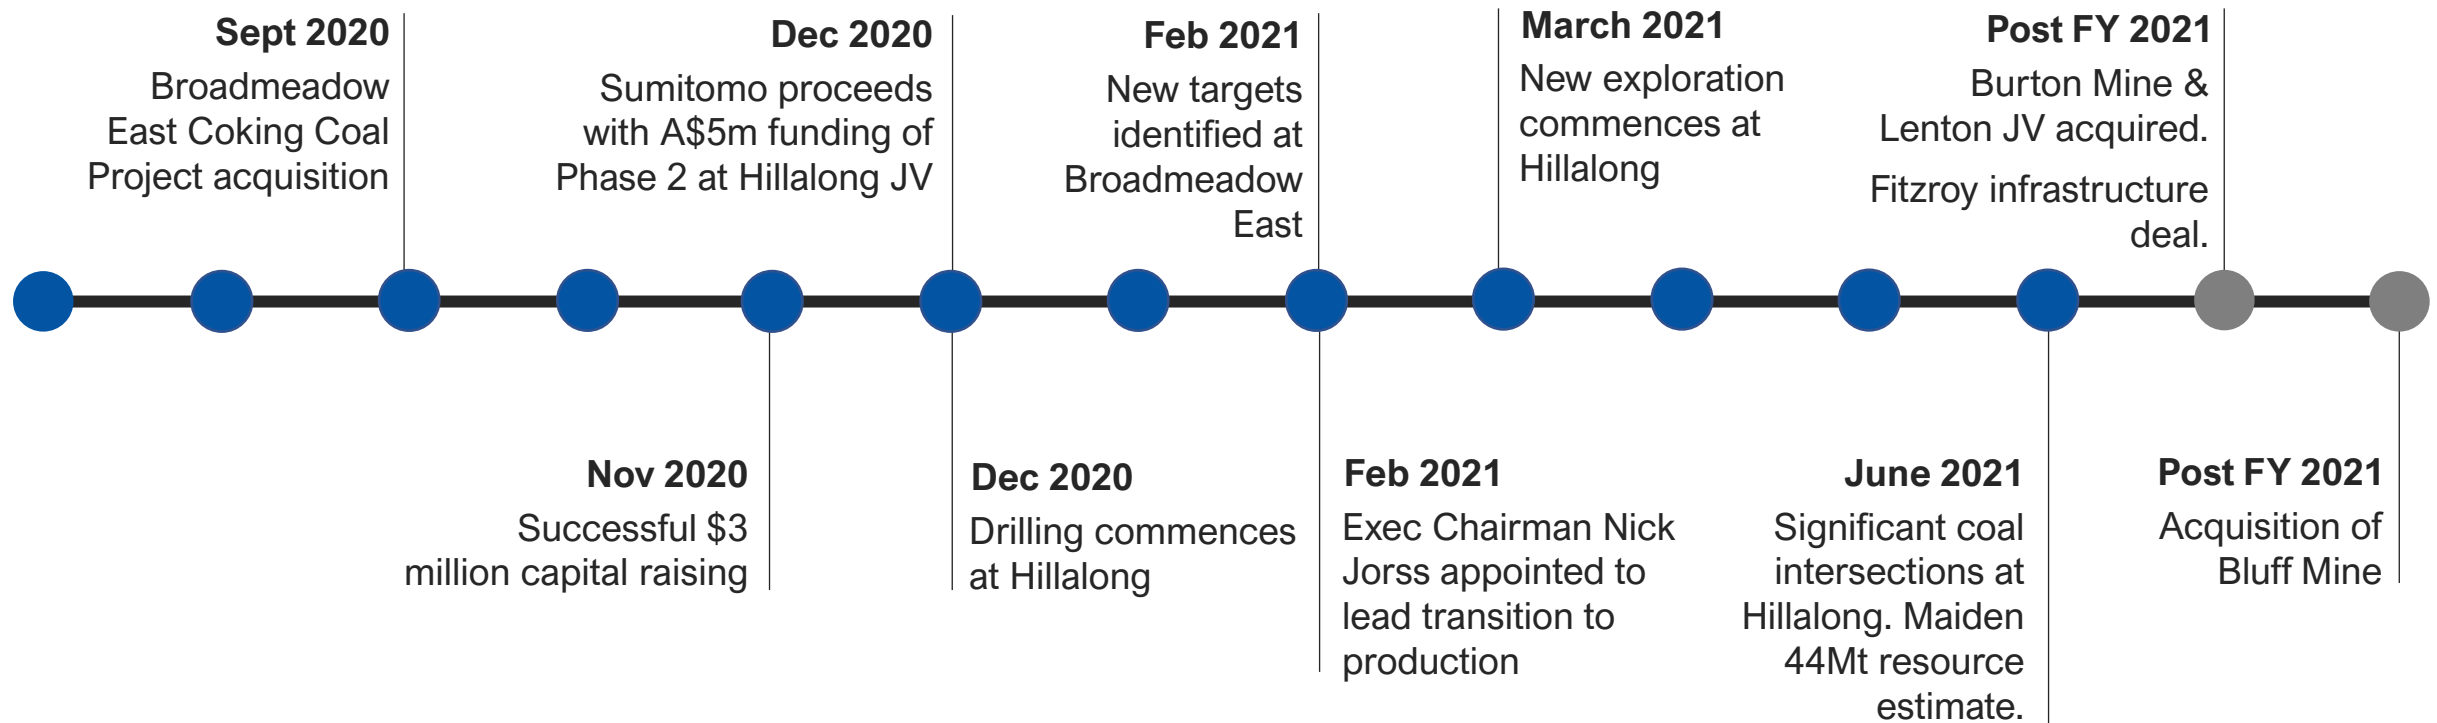 Sept 2020
Broadmeadow
East Coking Coal
Project acquisition
Dec 2020
Sumitomo proceeds
with A$5m funding of
Phase 2 at Hillalong JV
Feb 2021
New targets
identified at
Broadmeadow
East
March 2021
New exploration
commences at
Hillalong
Post FY 2021
Burton Mine &
Lenton JV acquired.
Fitzroy infrastructure
deal.
Nov 2020
Successful $3
million capital raising
Dec 2020
Drilling commences
at Hillalong
Feb 2021
Exec Chairman Nick
Jorss appointed to
lead transition to
production
June 2021
Significant coal
intersections at
Hillalong. Maiden
44Mt resource
estimate.
Post FY 2021
Acquisition of
Bluff Mine